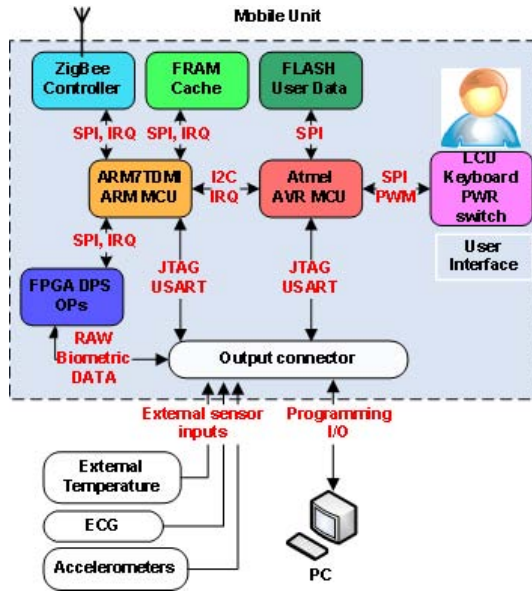 Mobile Unit
ZigBee
Controller
FRAM
Cache
FLASH
User Data
SPI, IRQ
SPI, IRQ
SPI
ARM7TDMI
ARM MCU
I2C
IRQ
Atmel
AVR MCU
SPI
PWM
LCD
Keyboard
PWR
switch
User
Interface
SPI, IRQ
FPGA DPS
OPs
JTAG
USART
JTAG
USART
RAW
Biometric
DATA
Output connector
External sensor
inputs
Programming
I/O
External
Temperature
ECG
Accelerometers
PC